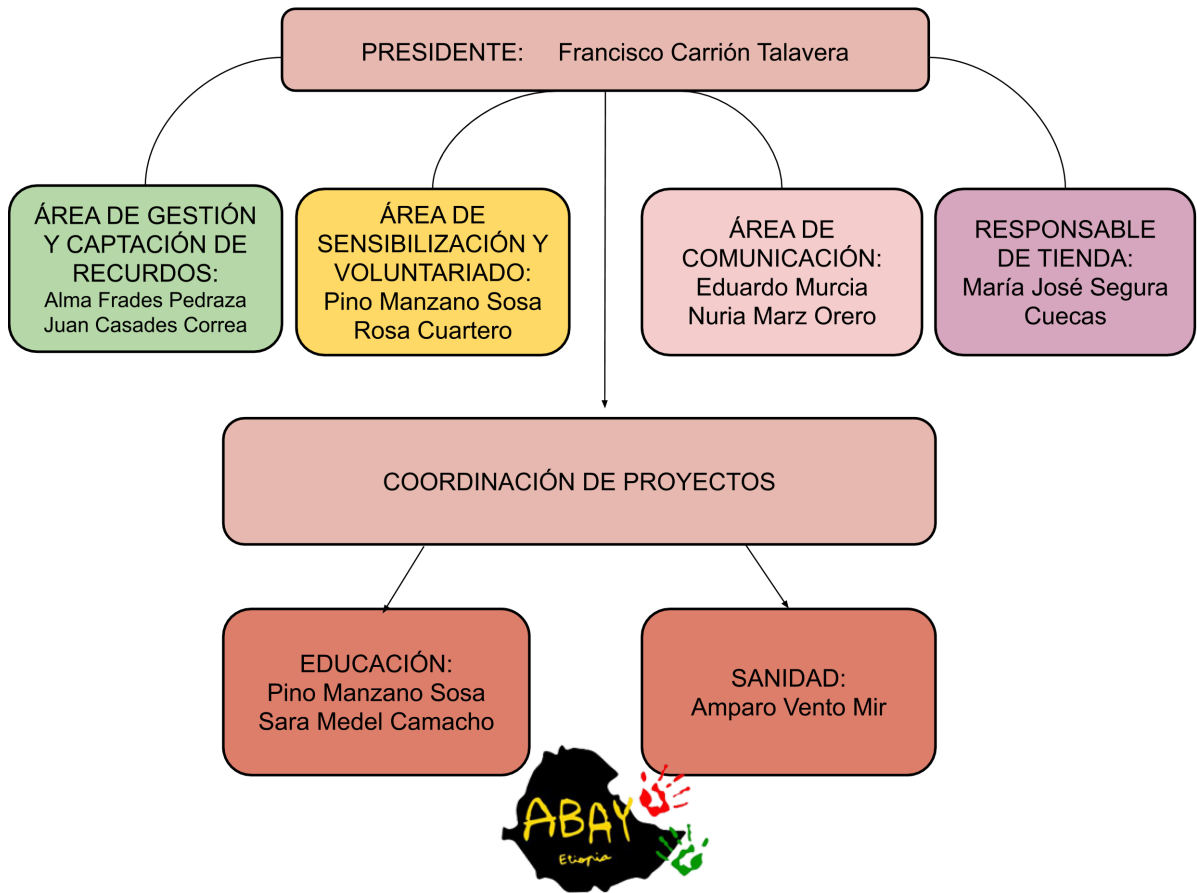 PRESIDENTE: Francisco Carrión Talavera
ÁREA DE GESTIÓN
Y CAPTACIÓN DE
RECURDOS:
Alma Frades Pedraza
Juan Casades Correa
ÁREA DE
SENSIBILIZACIÓN Y
VOLUNTARIADO:
Pino Manzano Sosa
Rosa Cuartero
ÁREA DE
COMUNICACIÓN:
Eduardo Murcia
Nuria Marz Orero
RESPONSABLE
DE TIENDA:
María José Segura
Cuecas
COORDINACIÓN DE PROYECTOS
EDUCACIÓN:
Pino Manzano Sosa
Sara Medel Camacho
SANIDAD:
Amparo Vento Mir
ABAY
Etiopia